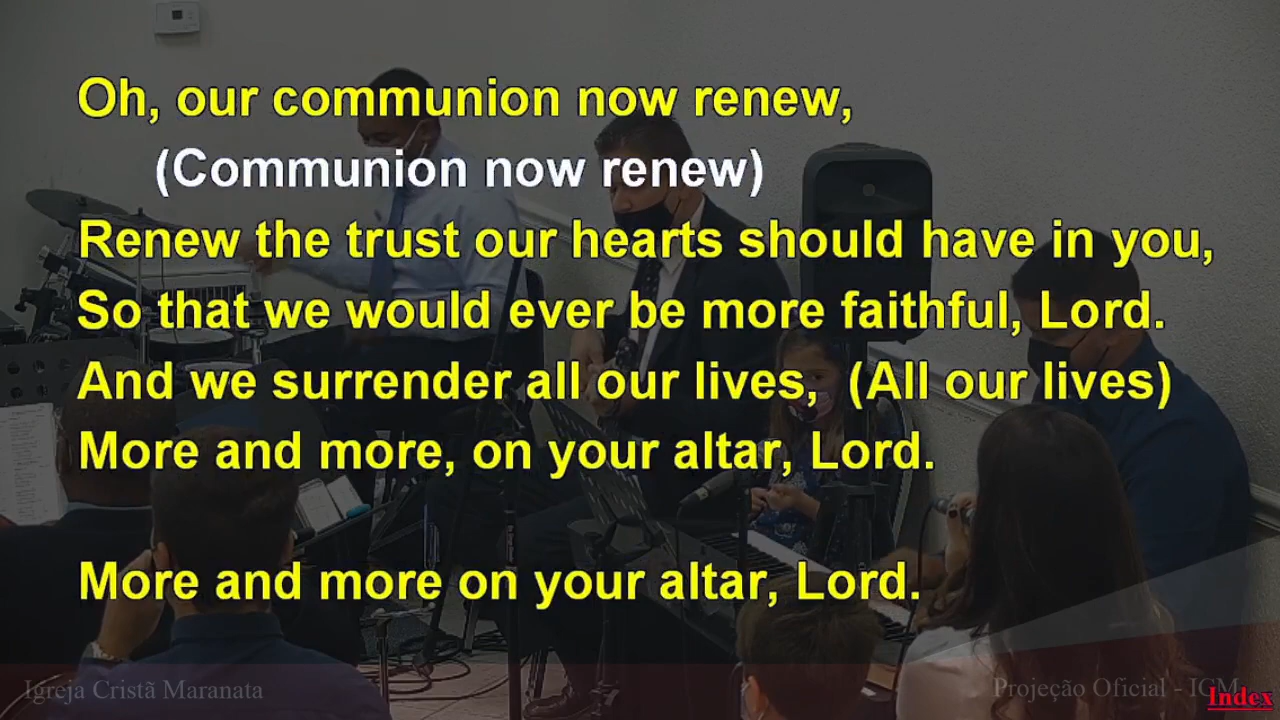 Oh, our communion now renew,
(Communion now renew)
Renew the trust our hearts should have in you,
So that we would ever be more faithful, Lord.
And we surrender all our lives, (All our lives)
More and more, on your altar, Lord.
More and more on your altar, Lord.
Igreja Cristã Maranata
Projeção Oficial - ICM
Index